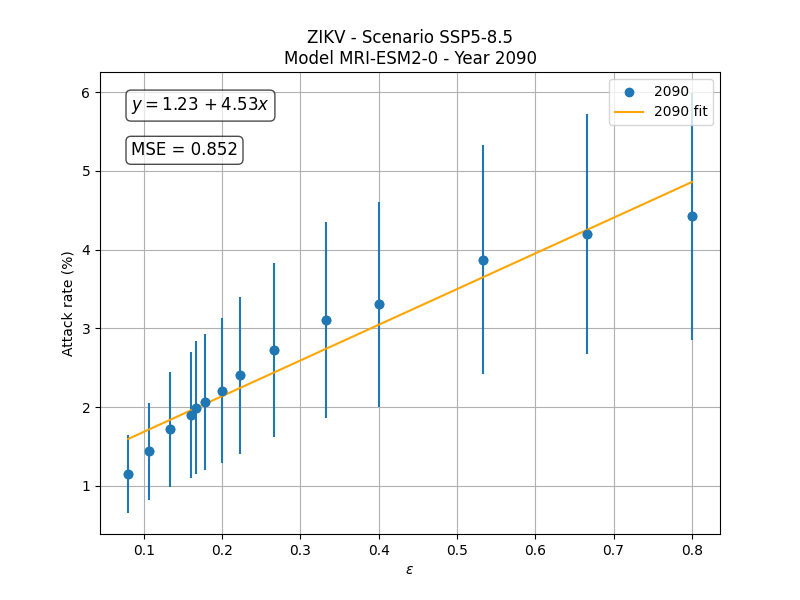 ZIKV - Scenario SSP5-8.5
Model MRI-ESM2-0 - Year 2090
y = 1.23 + 4.53x
MSE = 0.852
2090
2090 fit
Attack rate (%)
6
5
4
3
2
1
0.1 0.2 0.3 0.4 0.5 0.6 0.7 0.8
ε